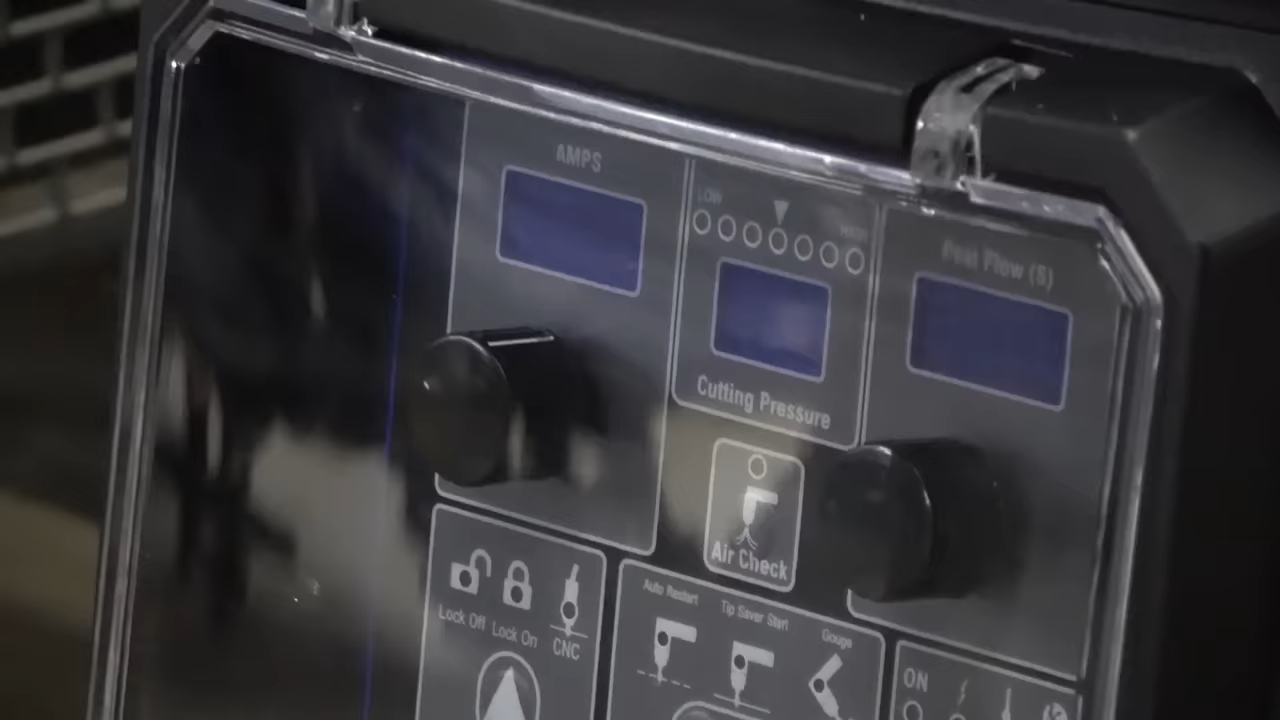 AMPS
LOW
HIGH
Post Flow (S)
Cutting Pressure
Air Check
Auto Restart
Tip Saver Start
Gouge
Lock Off
Lock On
CNC
ON